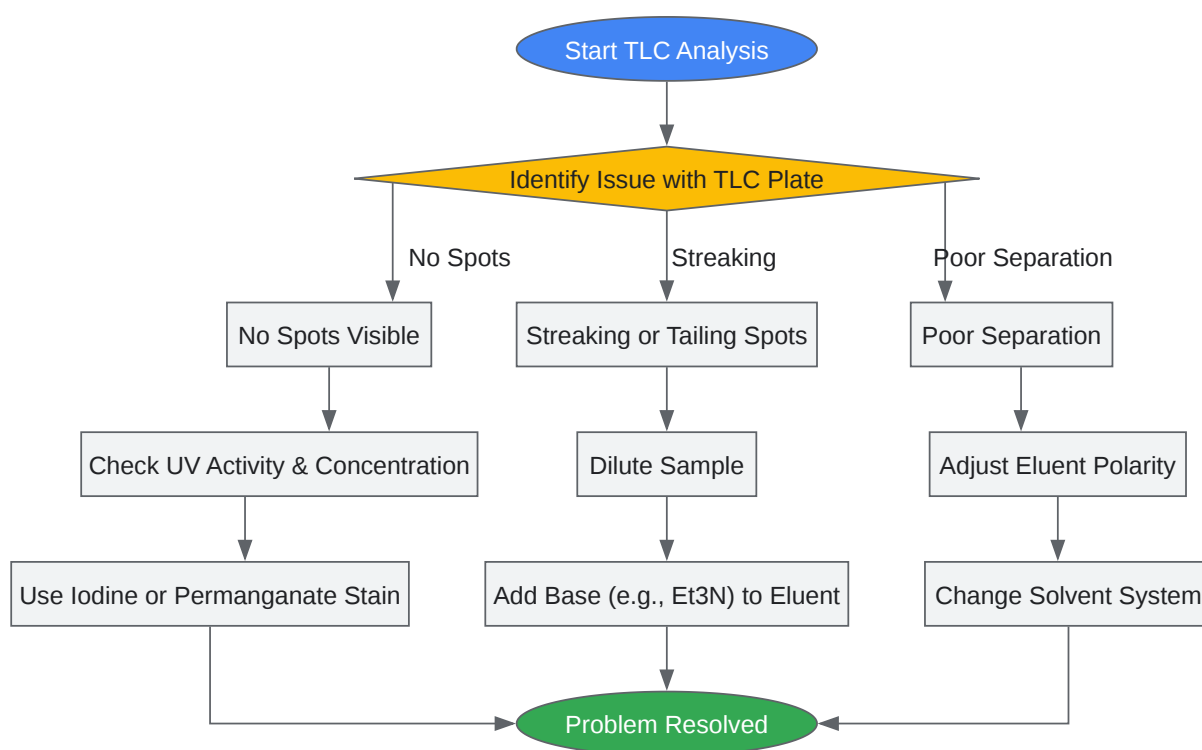 Start TLC Analysis
Identify Issue with TLC Plate
No Spots
Streaking
Poor Separation
No Spots Visible
Streaking or Tailing Spots
Poor Separation
Check UV Activity & Concentration
Dilute Sample
Adjust Eluent Polarity
Use Iodine or Permanganate Stain
Add Base (e.g., Et3N) to Eluent
Change Solvent System
Problem Resolved